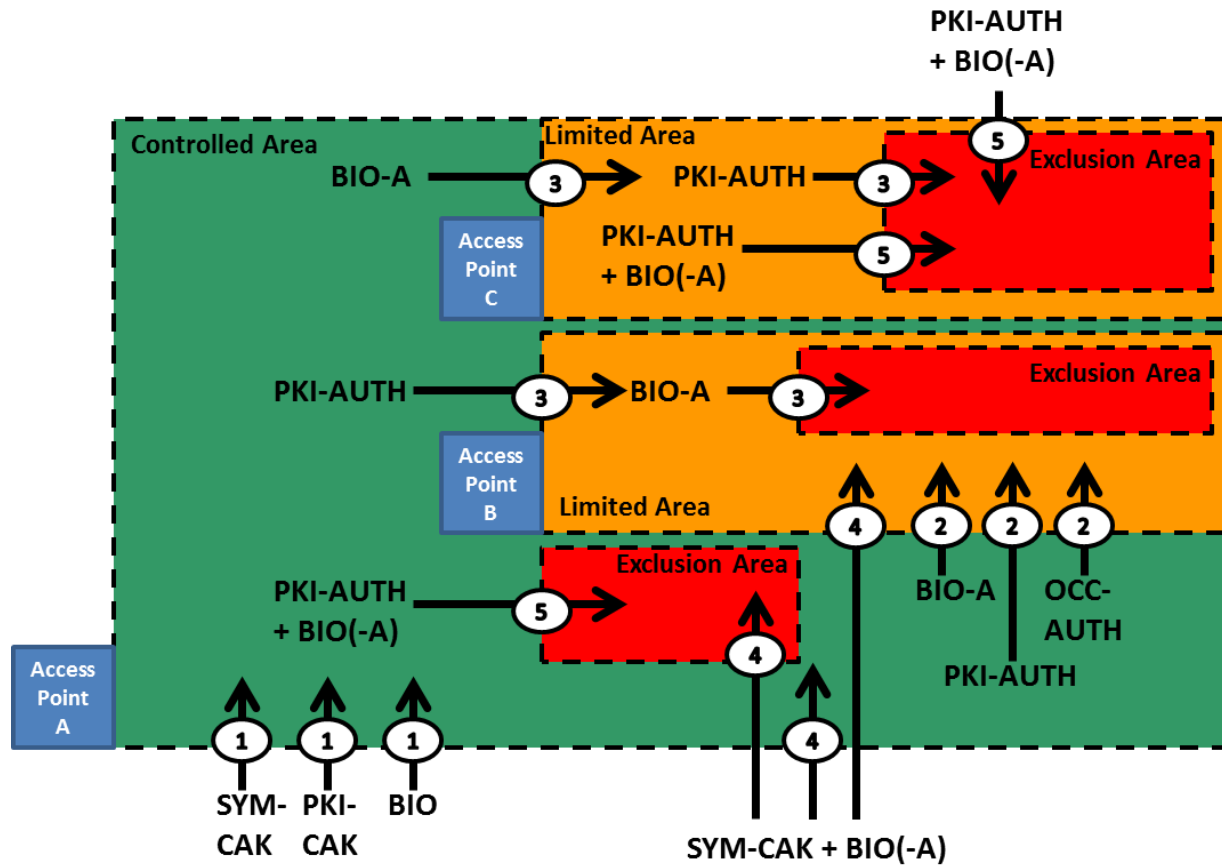 PKI-AUTH
+ BIO(-A)
Controlled Area
Limited Area
5
Exclusion Area
BIO-A
3
PKI-AUTH
3
Access
Point
C
PKI-AUTH
+ BIO(-A)
5
Exclusion Area
PKI-AUTH
3
BIO-A
3
Access
Point
B
Limited Area
4
2
2
2
Exclusion Area
BIO-A
OCC-
AUTH
PKI-AUTH
PKI-AUTH
+ BIO(-A)
5
4
Access
Point
A
1
1
1
4
SYM-
CAK
PKI-
CAK
BIO
SYM-CAK + BIO(-A)